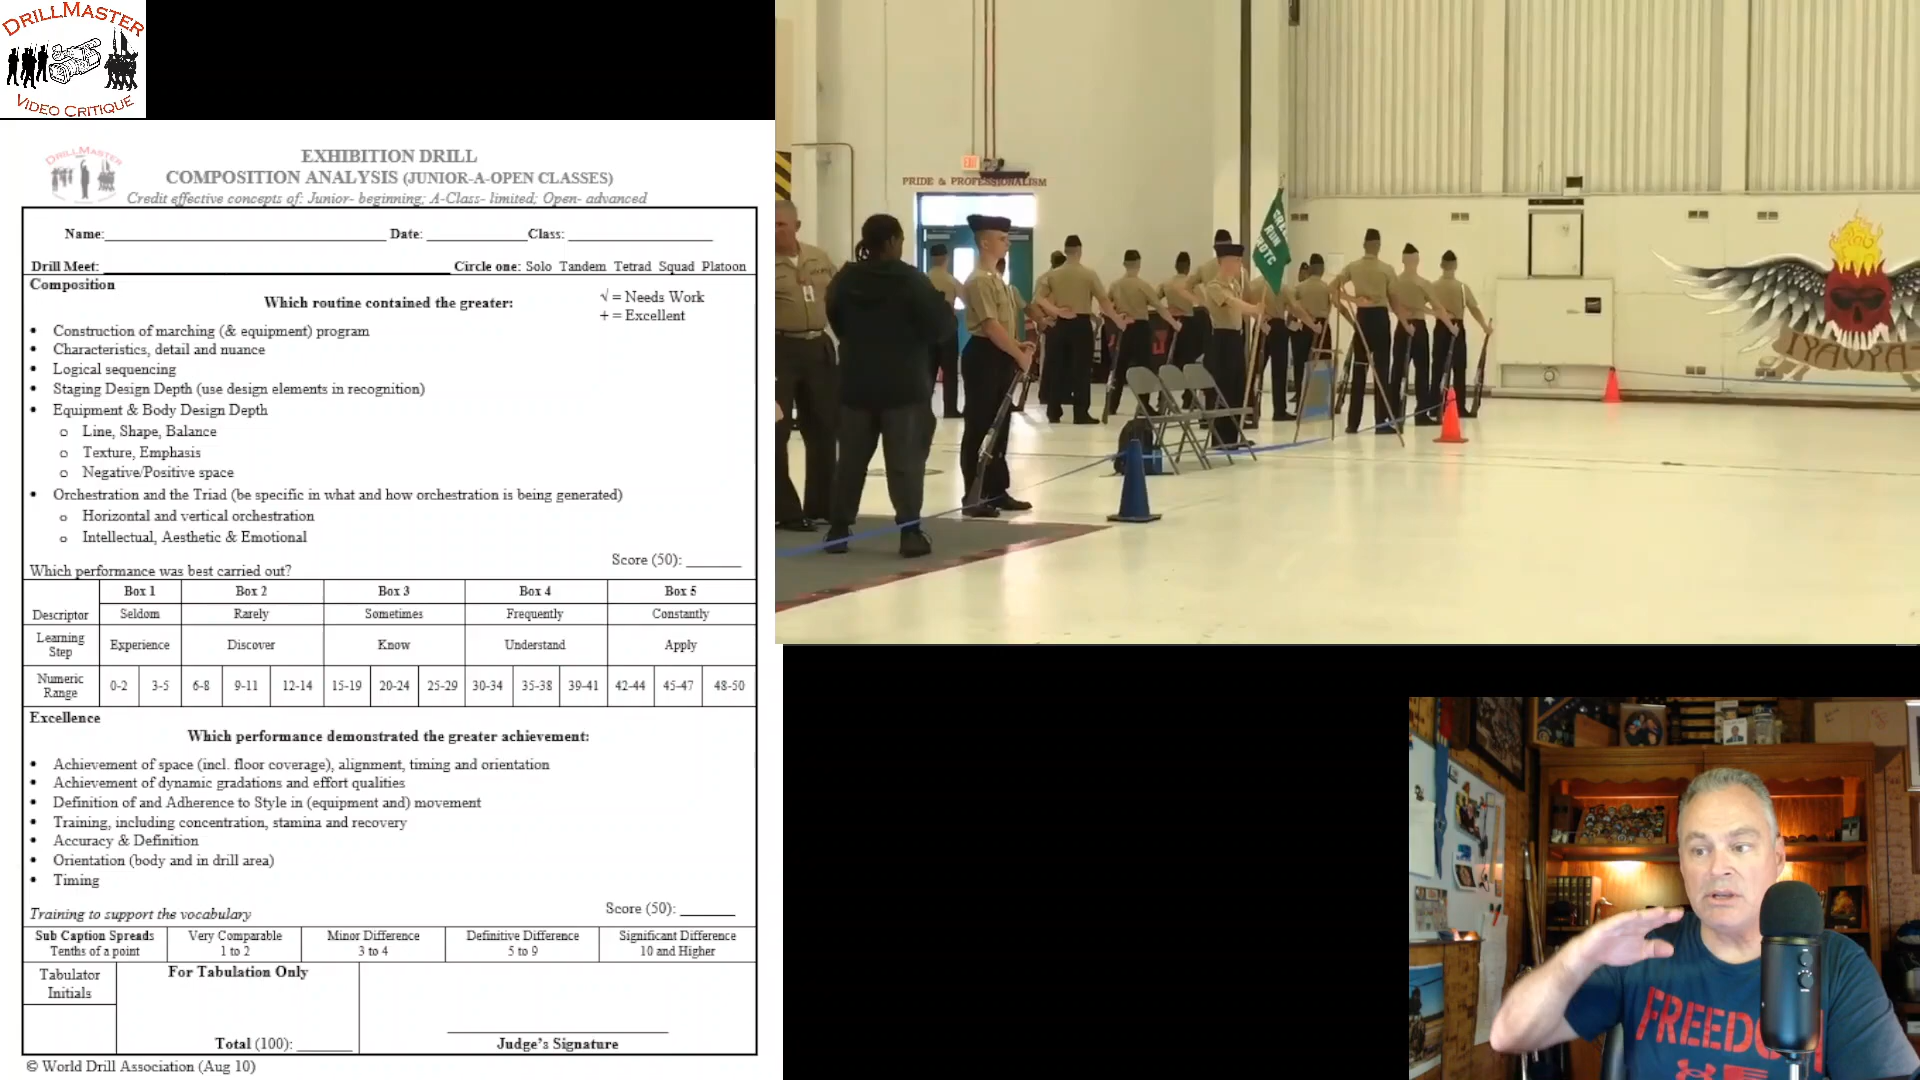 DRILLMASTER
VIDEO CRITIQUE
DRILLMASTER
EXHIBITION DRILL
COMPOSITION ANALYSIS (JUNIOR-A-OPEN CLASSES)
Credit effective concepts of: Junior- beginning; A-Class- limited; Open- advanced
Name: Date: Class:
Drill Meet: Circle one: Solo Tandem Tetrad Squad Platoon
Composition
Which routine contained the greater:
√ = Needs Work
+ = Excellent
• Construction of marching (& equipment) program
• Characteristics, detail and nuance
• Logical sequencing
• Staging Design Depth (use design elements in recognition)
• Equipment & Body Design Depth
o Line, Shape, Balance
o Texture, Emphasis
o Negative/Positive space
• Orchestration and the Triad (be specific in what and how orchestration is being generated)
o Horizontal and vertical orchestration
o Intellectual, Aesthetic & Emotional
Score (50):
Which performance was best carried out?
Box 1 Box 2 Box 3 Box 4 Box 5
Descriptor Seldom Rarely Sometimes Frequently Constantly
Learning Step Experience Discover Know Understand Apply
Numeric Range 0-2 3-5 6-8 9-11 12-14 15-19 20-24 25-29 30-34 35-38 39-41 42-44 45-47 48-50
Excellence
Which performance demonstrated the greater achievement:
• Achievement of space (incl. floor coverage), alignment, timing and orientation
• Achievement of dynamic gradations and effort qualities
• Definition of and Adherence to Style in (equipment and) movement
• Training, including concentration, stamina and recovery
• Accuracy & Definition
• Orientation (body and in drill area)
• Timing
Score (50):
Training to support the vocabulary
Sub Caption Spreads Very Comparable Minor Difference Definitive Difference Significant Difference
Tenths of a point 1 to 2 3 to 4 5 to 9 10 and Higher
Tabulator Initials
For Tabulation Only
Total (100):
Judge's Signature
© World Drill Association (Aug 10)
EXIT
PRIDE & PROFESSIONALISM
RUN